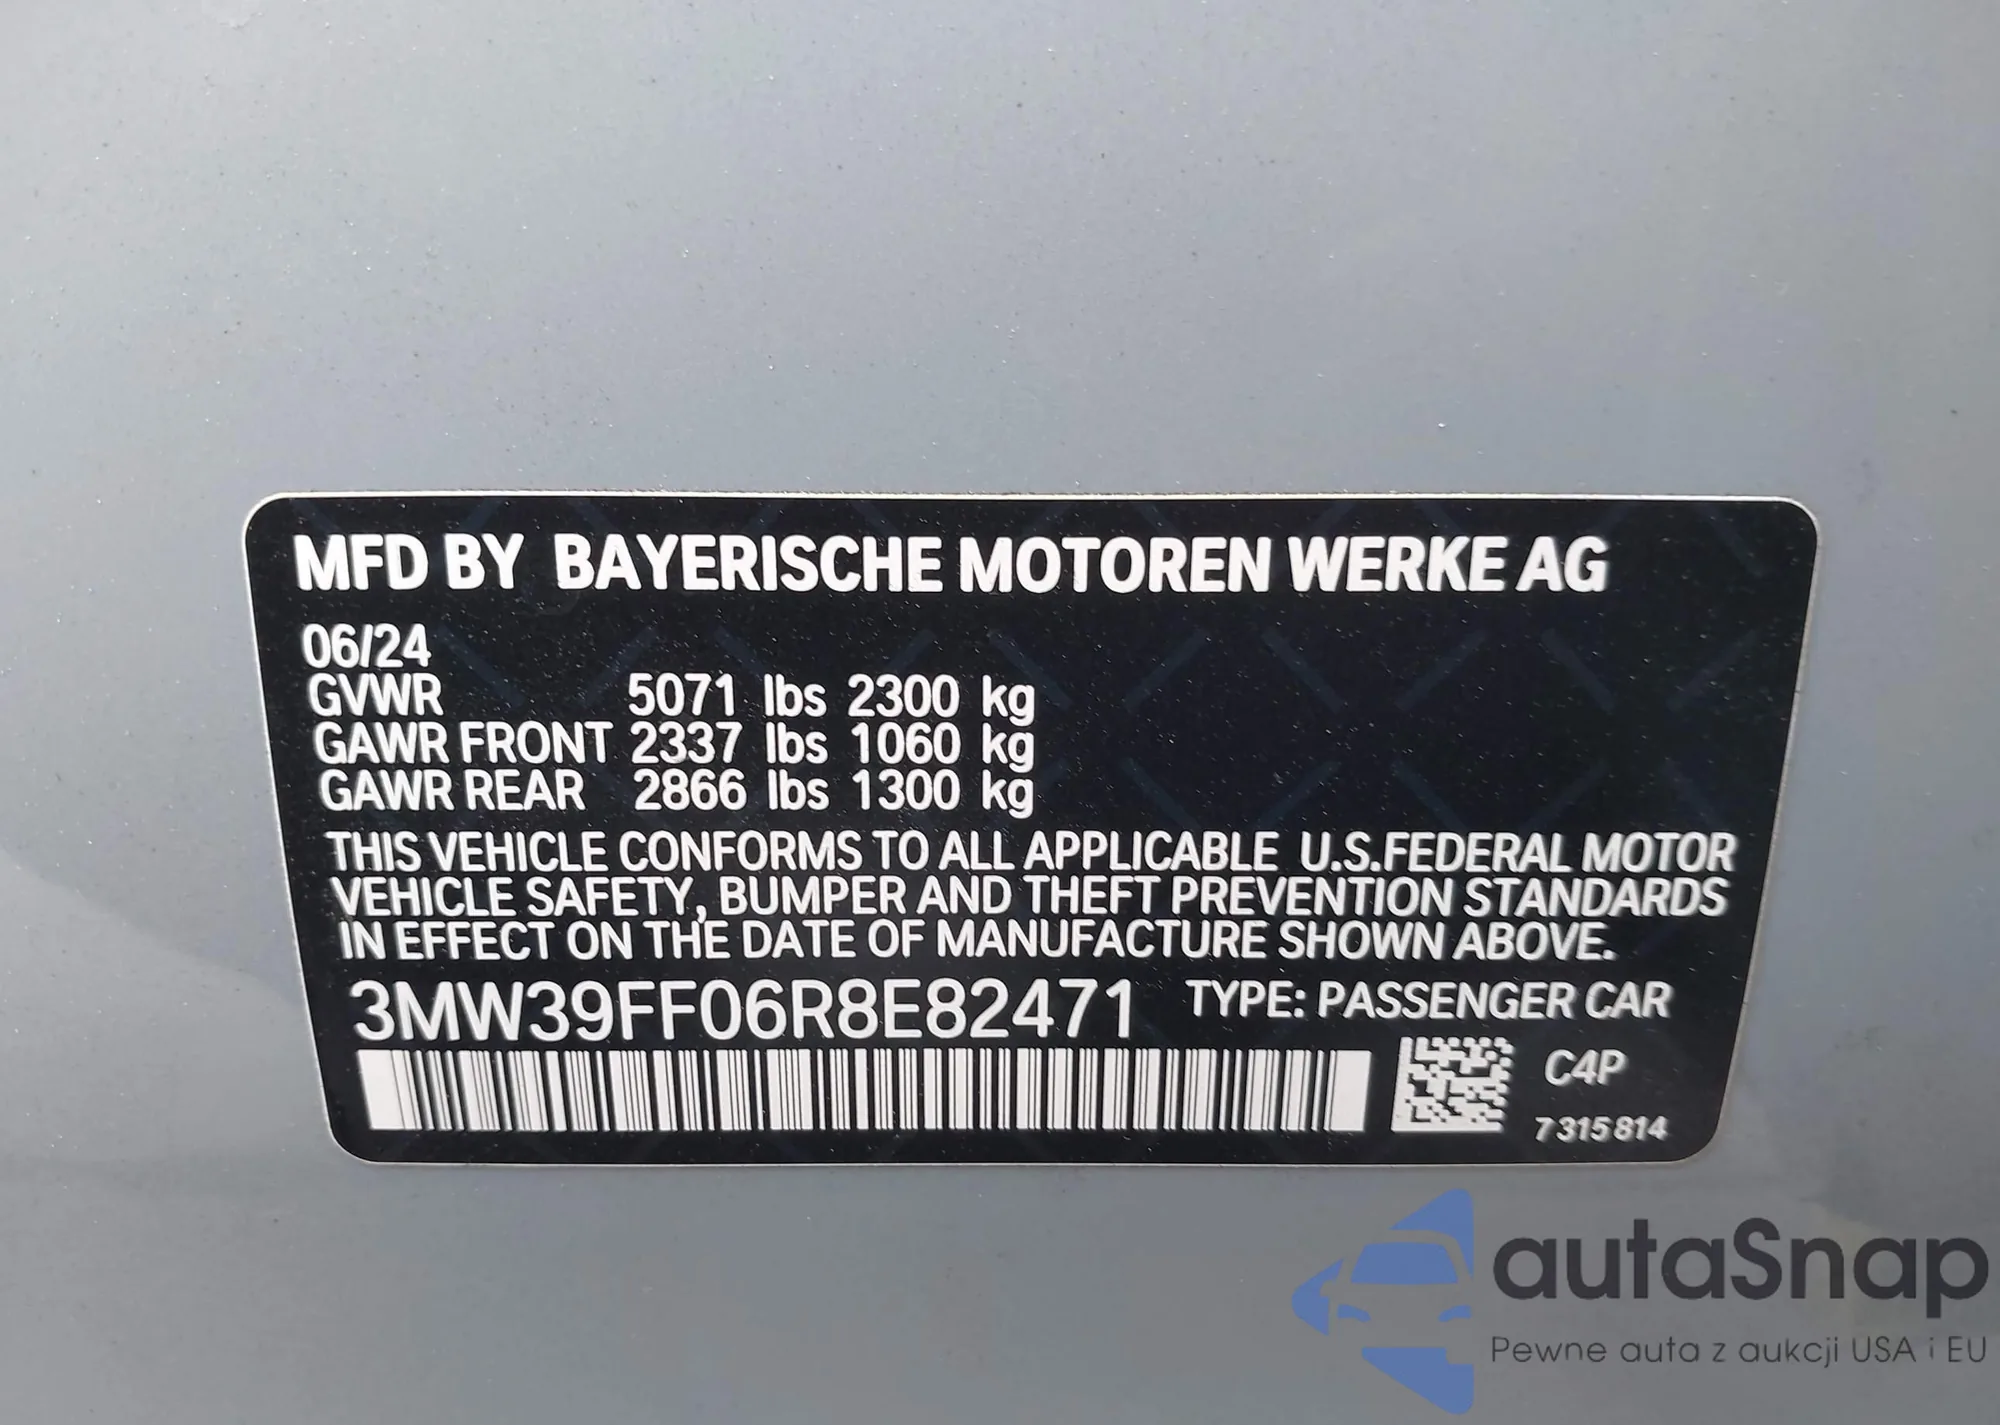 MFD BY BAYERISCHE MOTOREN WERKE AG
06/24
GVWR 5071 lbs 2300 kg
GAWR FRONT 2337 lbs 1060 kg
GAWR REAR 2866 lbs 1300 kg
THIS VEHICLE CONFORMS TO ALL APPLICABLE U.S.FEDERAL MOTOR
VEHICLE SAFETY, BUMPER AND THEFT PREVENTION STANDARDS
IN EFFECT ON THE DATE OF MANUFACTURE SHOWN ABOVE.
3MW39FF06R8E82471 TYPE: PASSENGER CAR
C4P
7 315 814
autaSnap
Pewne auta z aukcji USA i EU